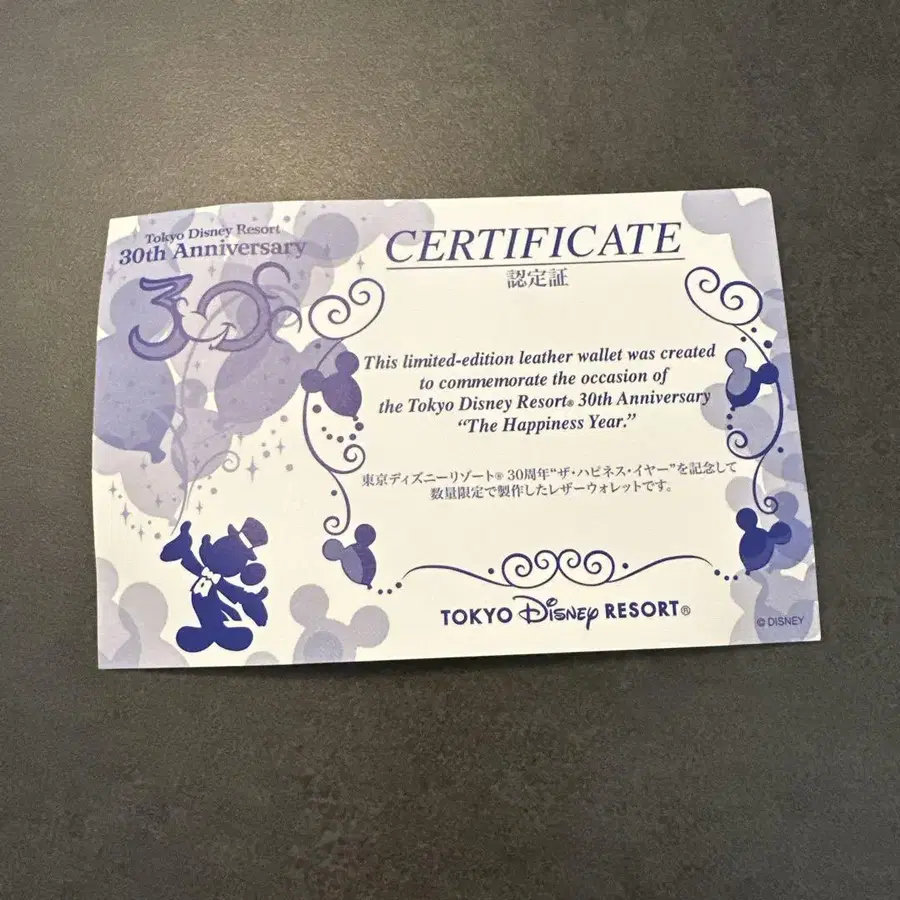 Tokyo Disney Resort
30th Anniversary
30th
CERTIFICATE
認定証
This limited-edition leather wallet was created
to commemorate the occasion of
the Tokyo Disney Resort® 30th Anniversary
“The Happiness Year.”
東京ディズニーリゾート® 30周年“ザ・ハピネス・イヤー”を記念して
数量限定で製作したレザーウォレットです。
TOKYO Disney RESORT®
© DISNEY